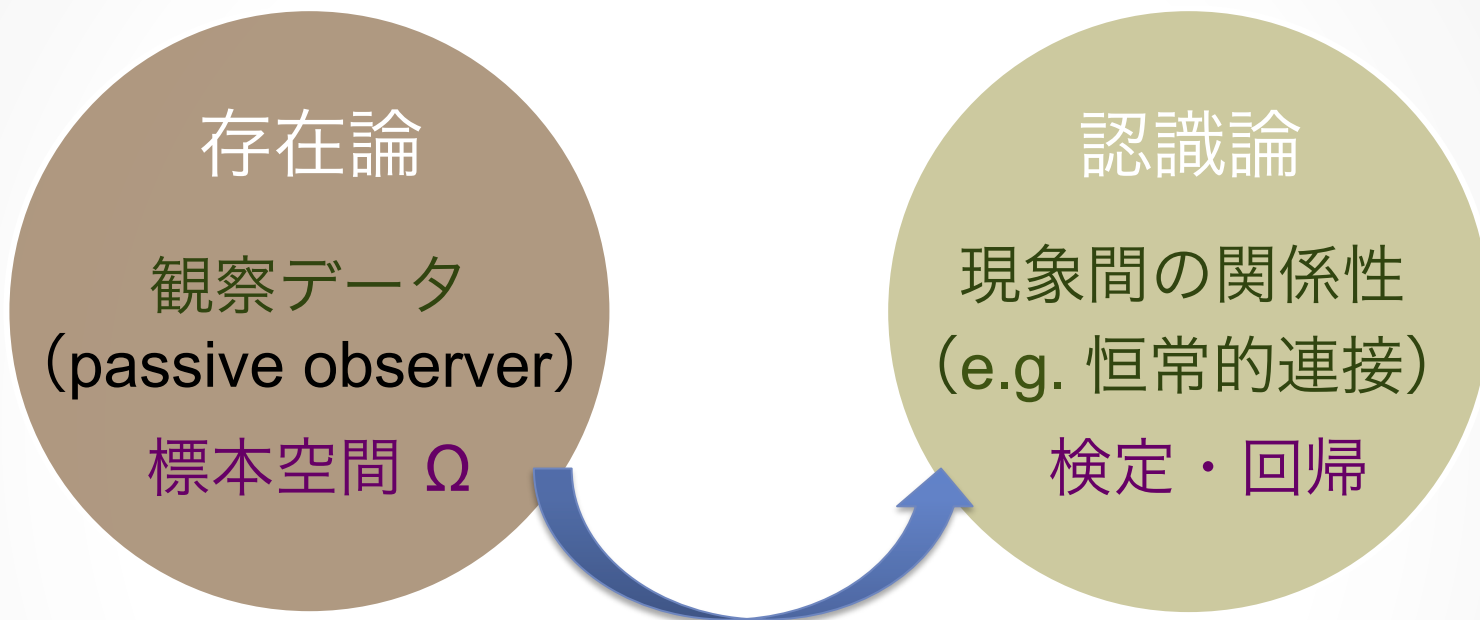 存在論
観察データ
（passive observer）
標本空間 Ω
認識論
現象間の関係性
（e.g. 恒常的連接）
検定・回帰